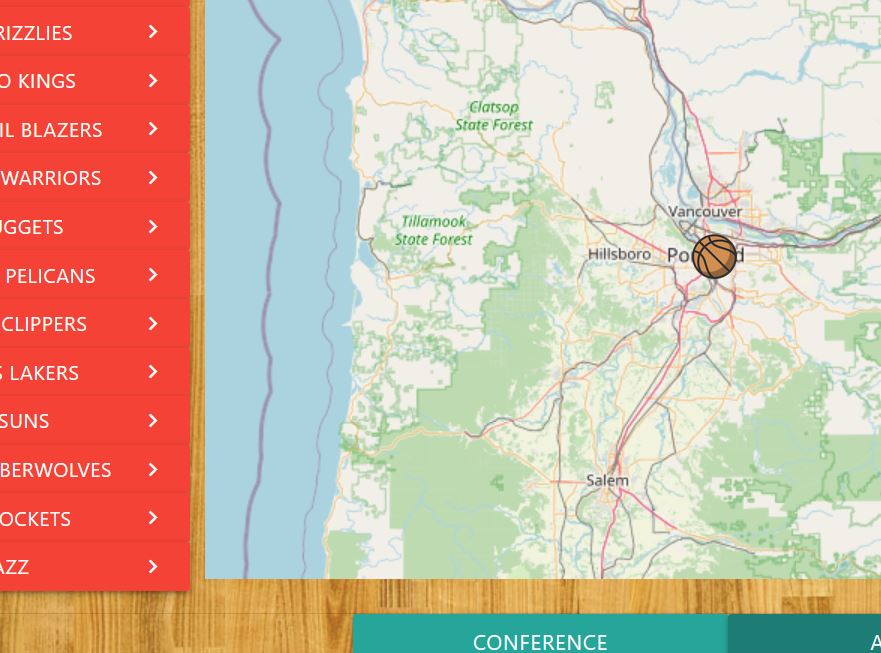 RIZZLIES
O KINGS
IL BLAZERS
WARRIORS
UGGETS
PELICANS
CLIPPERS
S LAKERS
SUNS
BERWOLVES
OCKETS
AZZ
Clatsop
State Forest
Tillamook
State Forest
Vancouver
Hillsboro
Po d
Salem
CONFERENCE
A